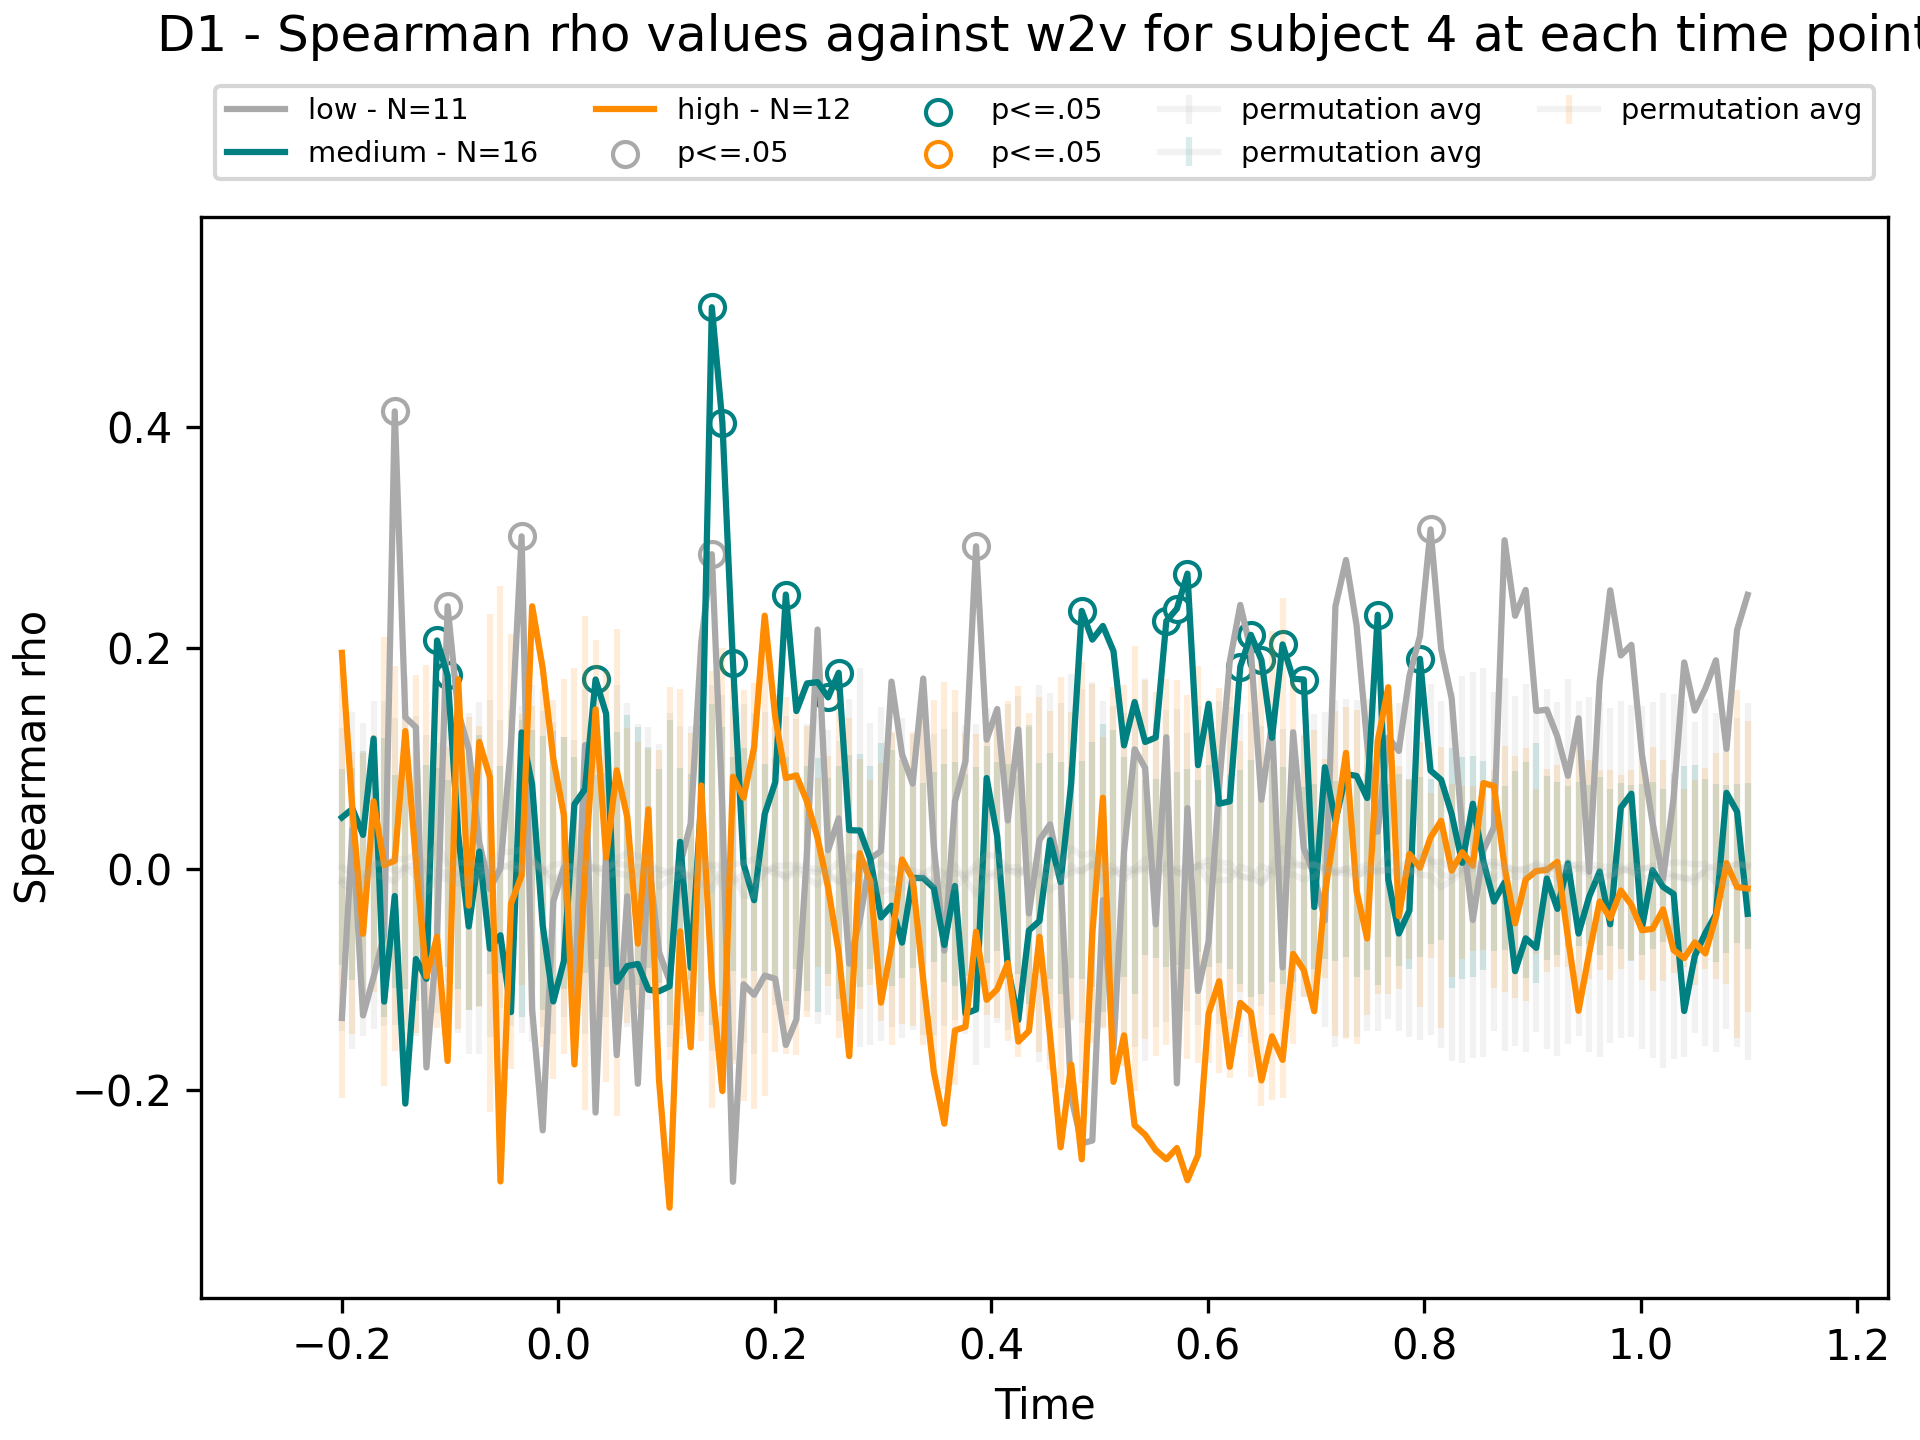 D1 - Spearman rho values against w2v for subject 4 at each time point
low - N=11
medium - N=16
high - N=12
p<=.05
p<=.05
p<=.05
permutation avg
permutation avg
permutation avg
Spearman rho
0.4
0.2
0.0
−0.2
−0.2
0.0
0.2
0.4
0.6
0.8
1.0
1.2
Time